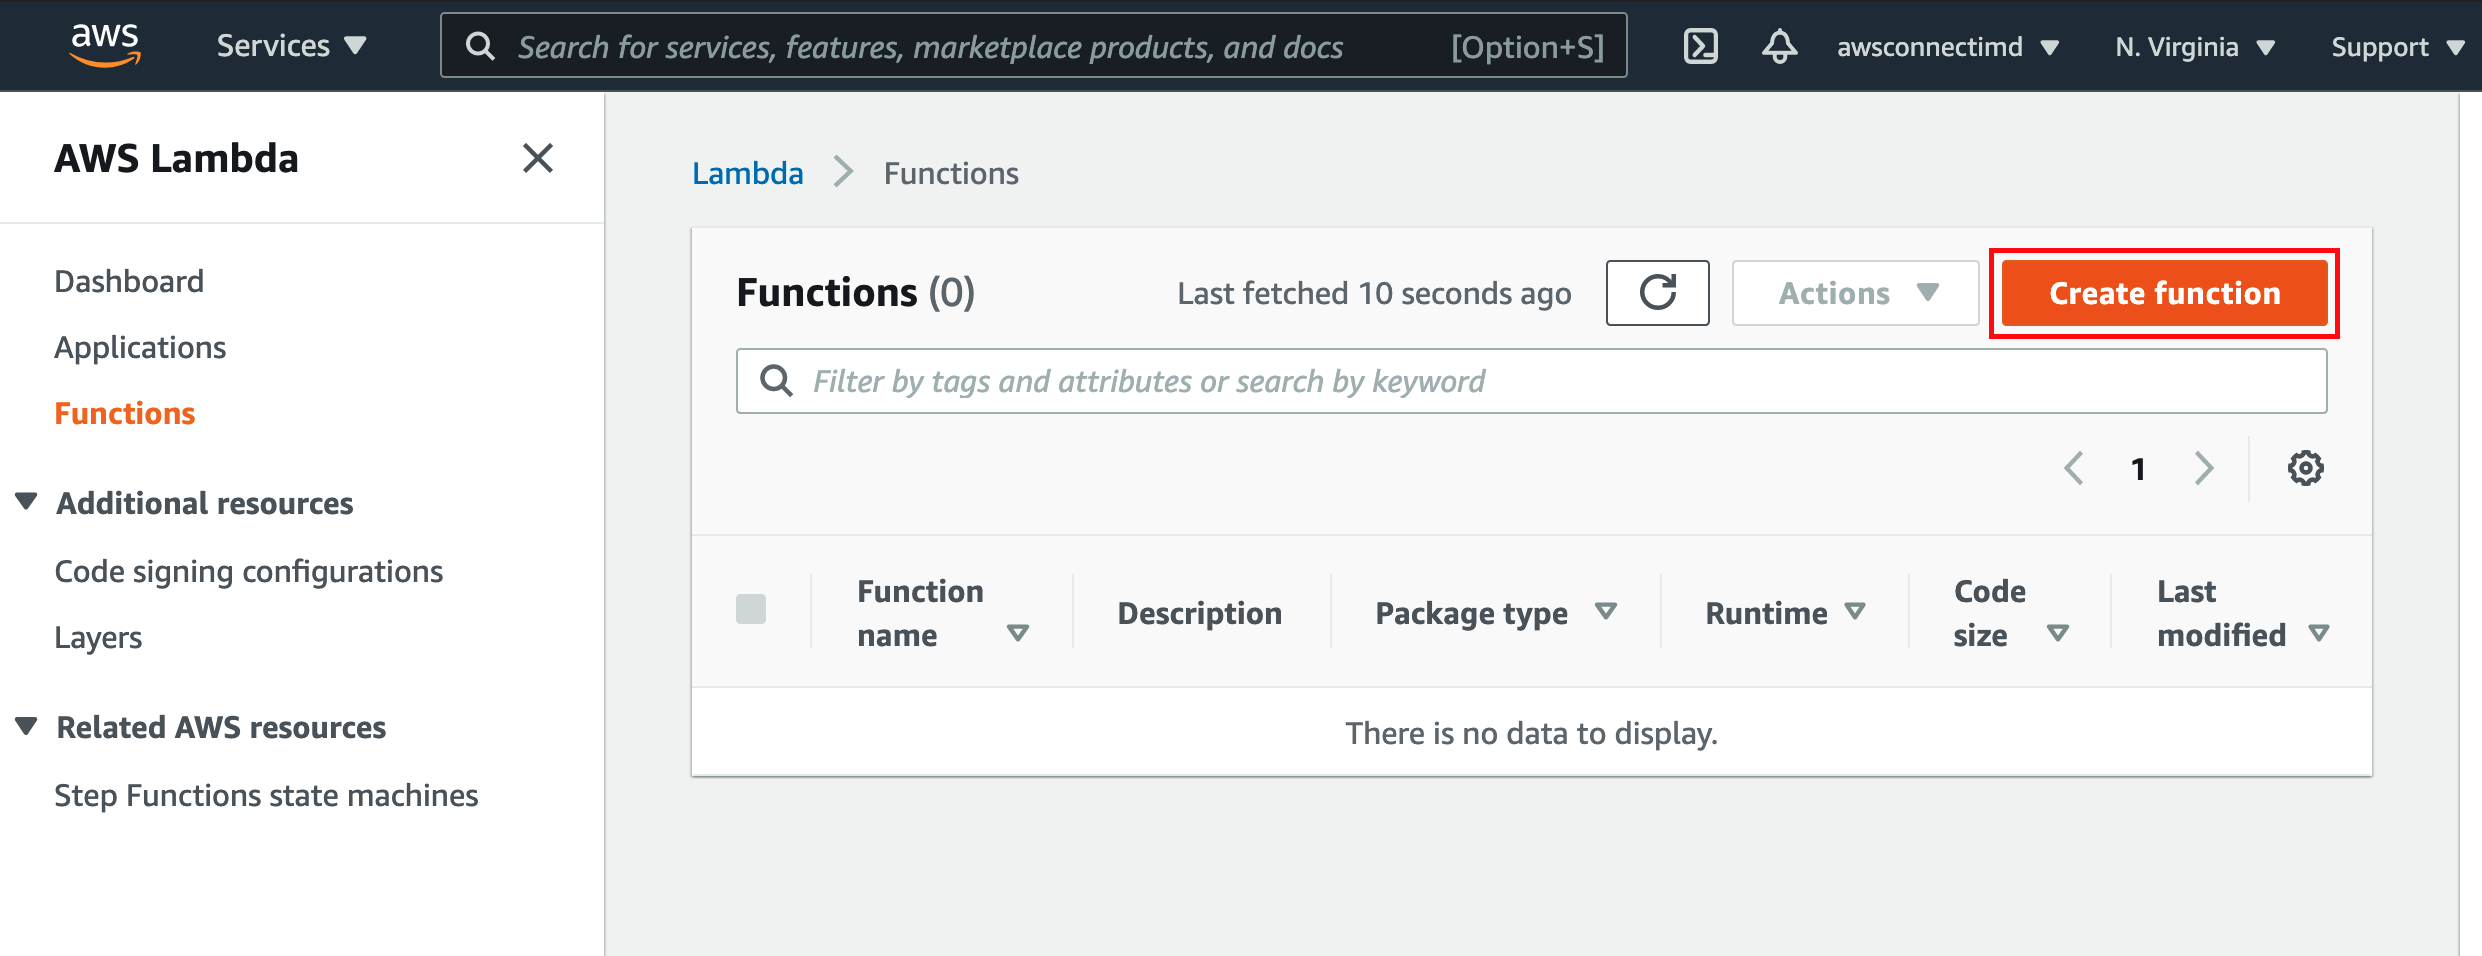 aws
Services
Search for services, features, marketplace products, and docs
[Option+S]
awsconnectimd
N. Virginia
Support
AWS Lambda
Dashboard
Applications
Functions
Additional resources
Code signing configurations
Layers
Related AWS resources
Step Functions state machines
Lambda
Functions
Functions (0)
Last fetched 10 seconds ago
Actions
Create function
Filter by tags and attributes or search by keyword
1
Function
name
Description
Package type
Runtime
Code
size
Last
modified
There is no data to display.